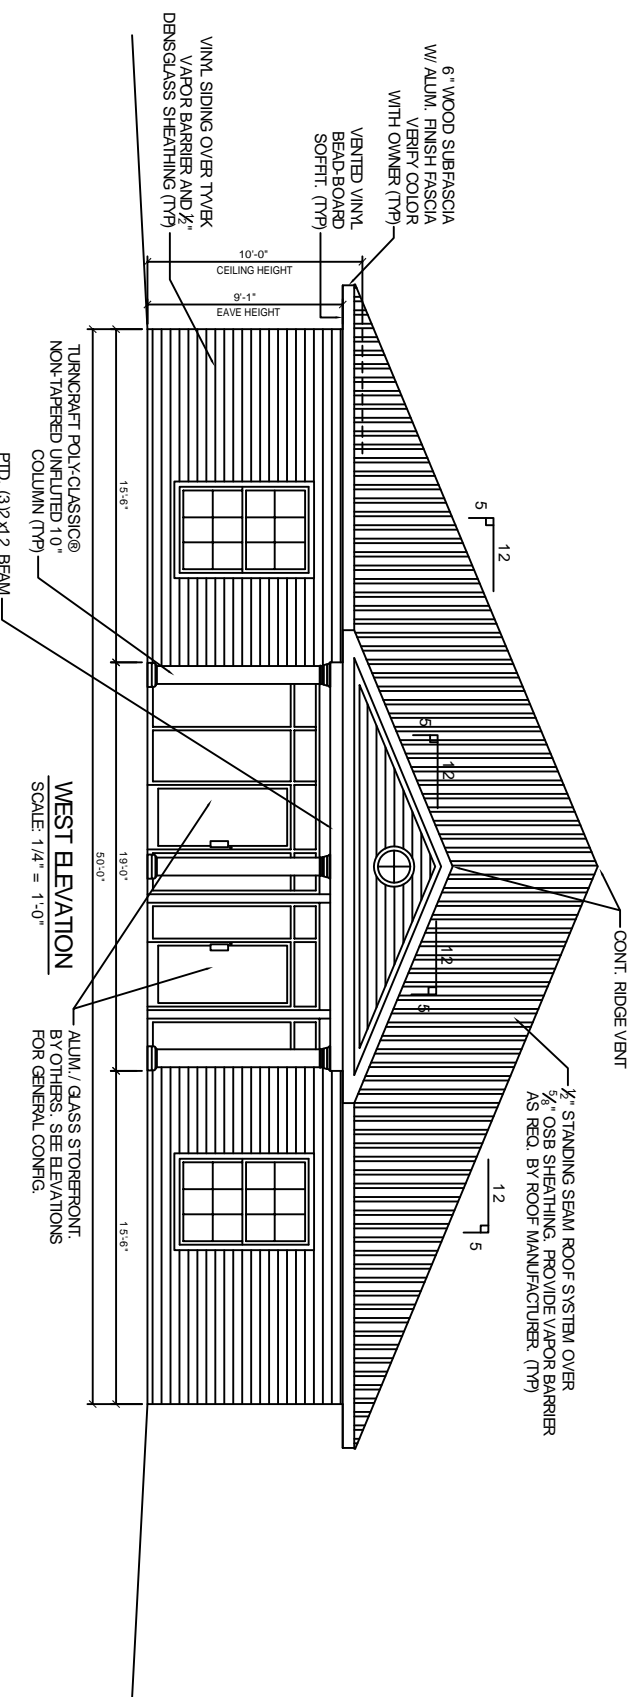 6" WOOD SUBFASCIA
W/ ALUM. FINISH FASCIA
VERIFY COLOR
WITH OWNER (TYP)
VENTED VINYL
BEAD-BOARD
SOFFIT. (TYP)
VINYL SIDING OVER TYVEK
VAPOR BARRIER AND ½"
DENSGLASS SHEATHING (TYP)
10'-0"
CEILING HEIGHT
9'-1"
EAVE HEIGHT
5
12
5
12
12
5
12
5
CONT. RIDGE VENT
½" STANDING SEAM ROOF SYSTEM OVER
⅝" OSB SHEATHING. PROVIDE VAPOR BARRIER
AS REQ. BY ROOF MANUFACTURER. (TYP)
15'-6"
19'-0"
15'-6"
50'-0"
TURNCRAFT POLY-CLASSIC®
NON-TAPERED UNFLUTED 10"
COLUMN (TYP)
PTD. (3)2x12 BEAM
WEST ELEVATION
SCALE: 1/4" = 1'-0"
ALUM./ GLASS STOREFRONT.
BY OTHERS. SEE ELEVATIONS
FOR GENERAL CONFIG.